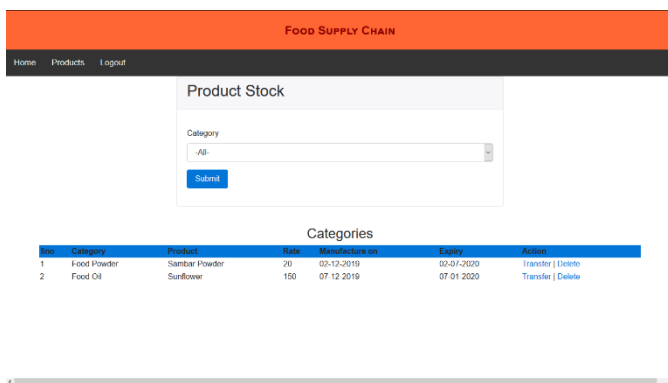 Food Supply Chain
Home Products Logout
Product Stock
Category
-All-
Submit
Categories
Sno Category Product Rate Manufacture on Expiry Action
1 Food Powder Sambar Powder 20 02-12-2019 02-07-2020 Transfer | Delete
2 Food Oil Sunflower 150 07-12-2019 07-01-2020 Transfer | Delete